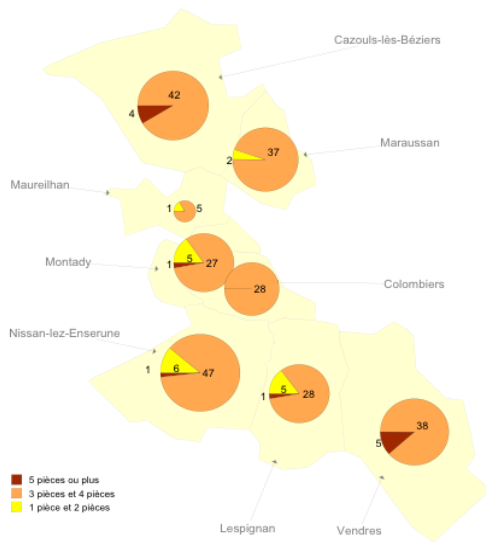 Cazouls-lès-Béziers
42
4
Maraussan
37
2
Maureilhan
1
5
Montady
5
27
1
Colombiers
28
Nissan-lez-Enserune
1
6
47
5
28
1
38
5
5 pièces ou plus
3 pièces et 4 pièces
1 pièce et 2 pièces
Lespignan
Vendres